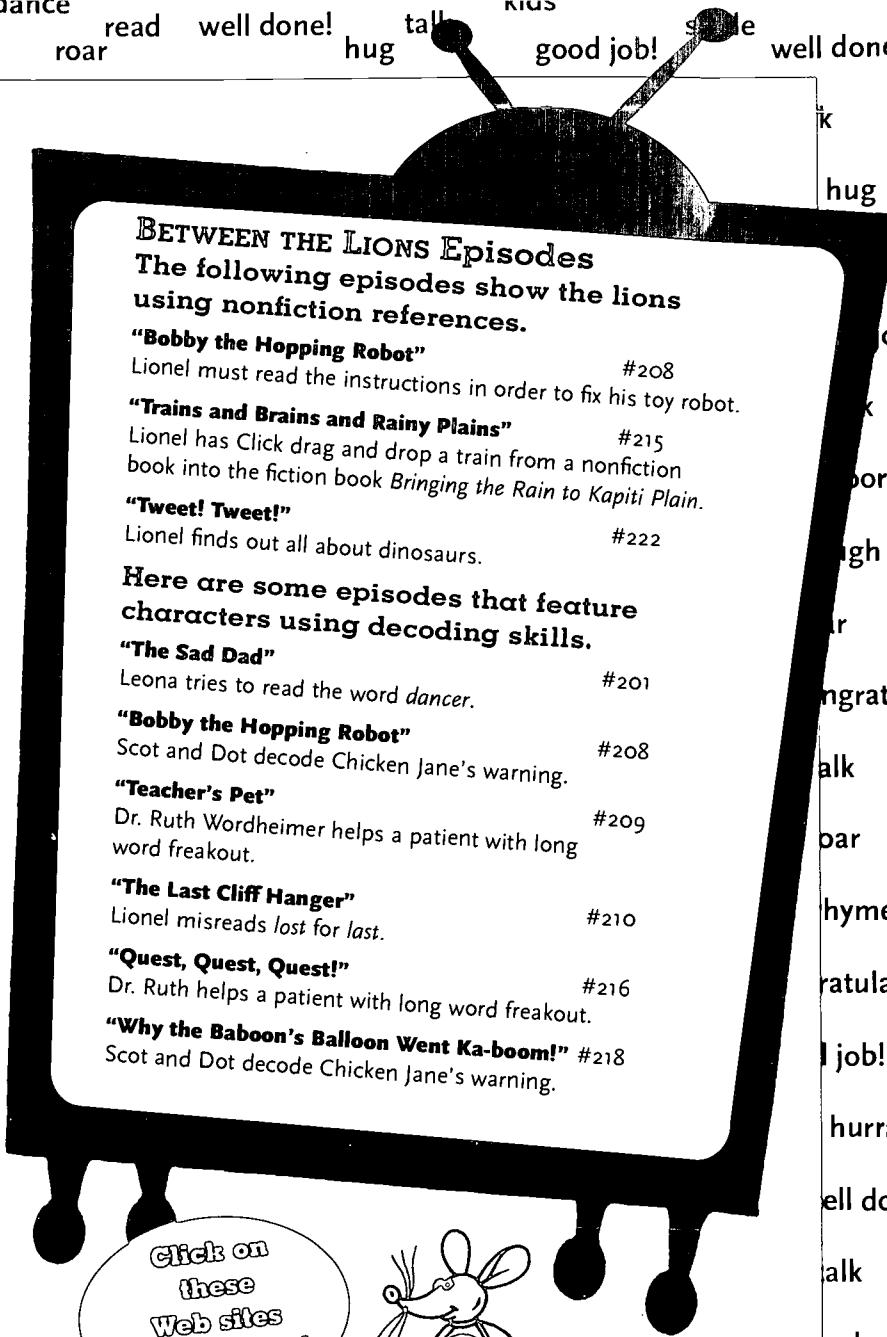 dance
read well done! talk kids
roar hug good job! well done
hug
BETWEEN THE LIONS Episodes
The following episodes show the lions
using nonfiction references.
“Bobby the Hopping Robot” #208
Lionel must read the instructions in order to fix his toy robot.
“Trains and Brains and Rainy Plains” #215
Lionel has Click drag and drop a train from a nonfiction
book into the fiction book Bringing the Rain to Kapiti Plain.
“Tweet! Tweet!” #222
Lionel finds out all about dinosaurs.
Here are some episodes that feature
characters using decoding skills.
“The Sad Dad” #201
Leona tries to read the word dancer.
“Bobby the Hopping Robot” #208
Scot and Dot decode Chicken Jane’s warning.
“Teacher’s Pet” #209
Dr. Ruth Wordheimer helps a patient with long
word freakout.
“The Last Cliff Hanger” #210
Lionel misreads lost for last.
“Quest, Quest, Quest!” #216
Dr. Ruth helps a patient with long word freakout.
“Why the Baboon’s Balloon Went Ka-boom!” #218
Scot and Dot decode Chicken Jane’s warning.
alk
oar
hyme
ratula
job!
hurra
ell do
alk
Click on
these
Web sites